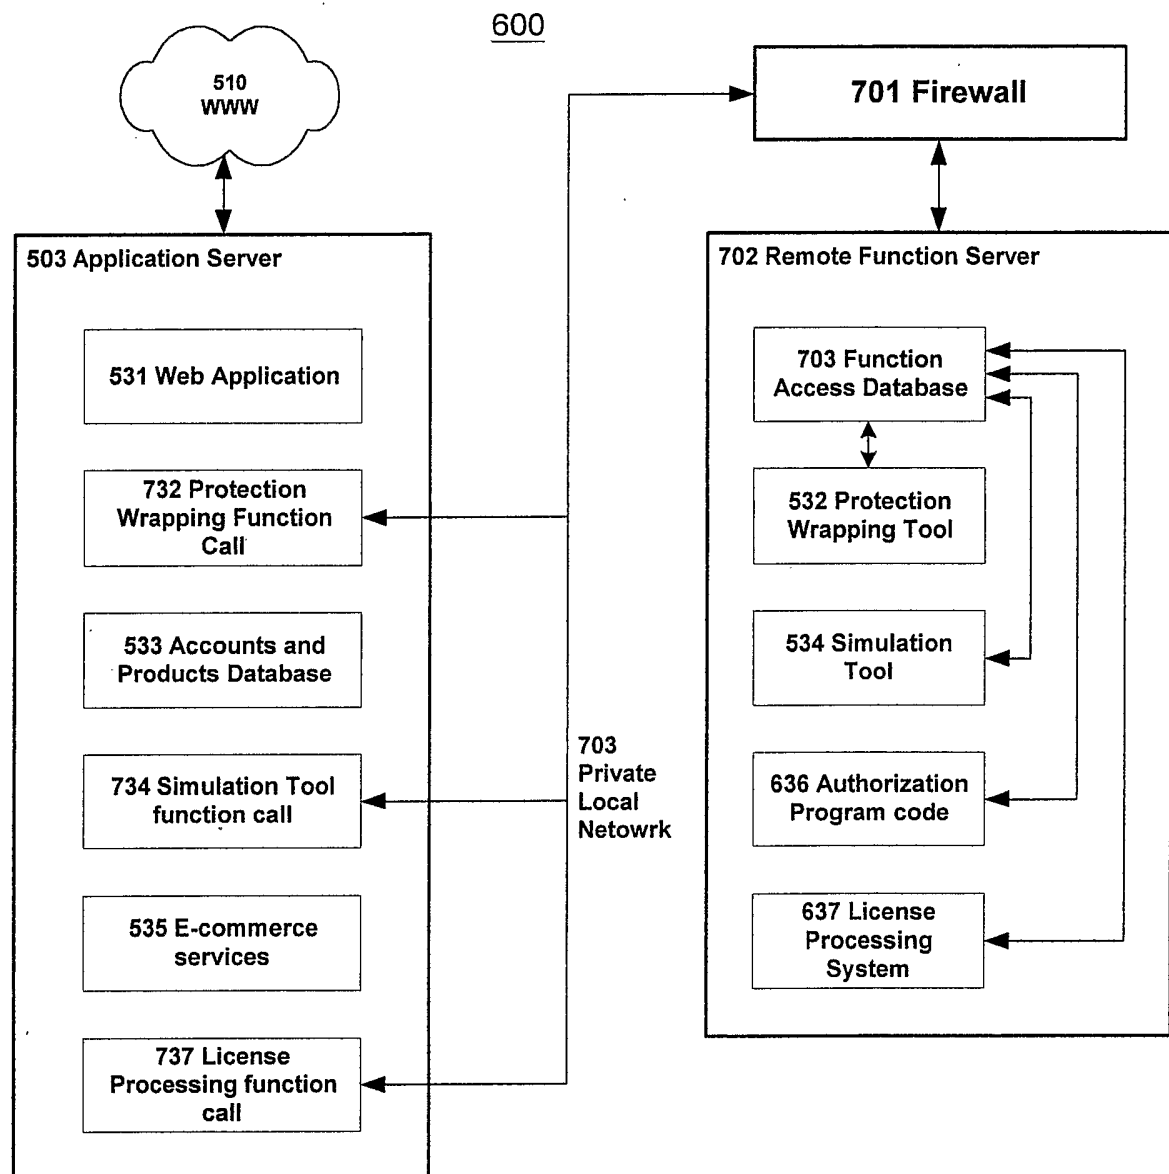 600
510
WWW
701 Firewall
503 Application Server
531 Web Application
732 Protection
Wrapping Function
Call
533 Accounts and
Products Database
734 Simulation Tool
function call
535 E-commerce
services
737 License
Processing function
call
703
Private
Local
Netowrk
702 Remote Function Server
703 Function
Access Database
532 Protection
Wrapping Tool
534 Simulation
Tool
636 Authorization
Program code
637 License
Processing
System